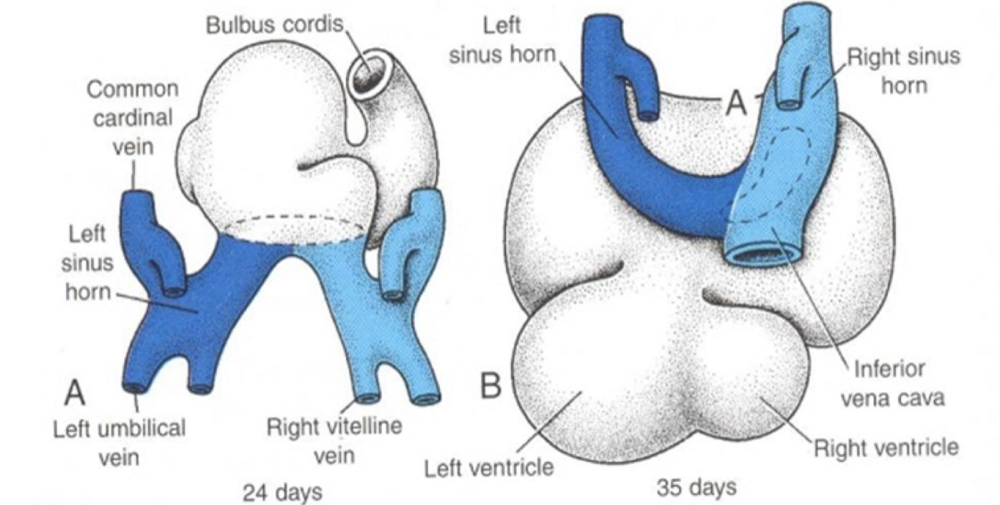 Bulbus cordis
Common
cardinal
vein
Left
sinus
horn
A
Left umbilical
vein
Right vitelline
vein
24 days
Left
sinus horn
A
Right sinus
horn
B
Inferior
vena cava
Left ventricle
Right ventricle
35 days